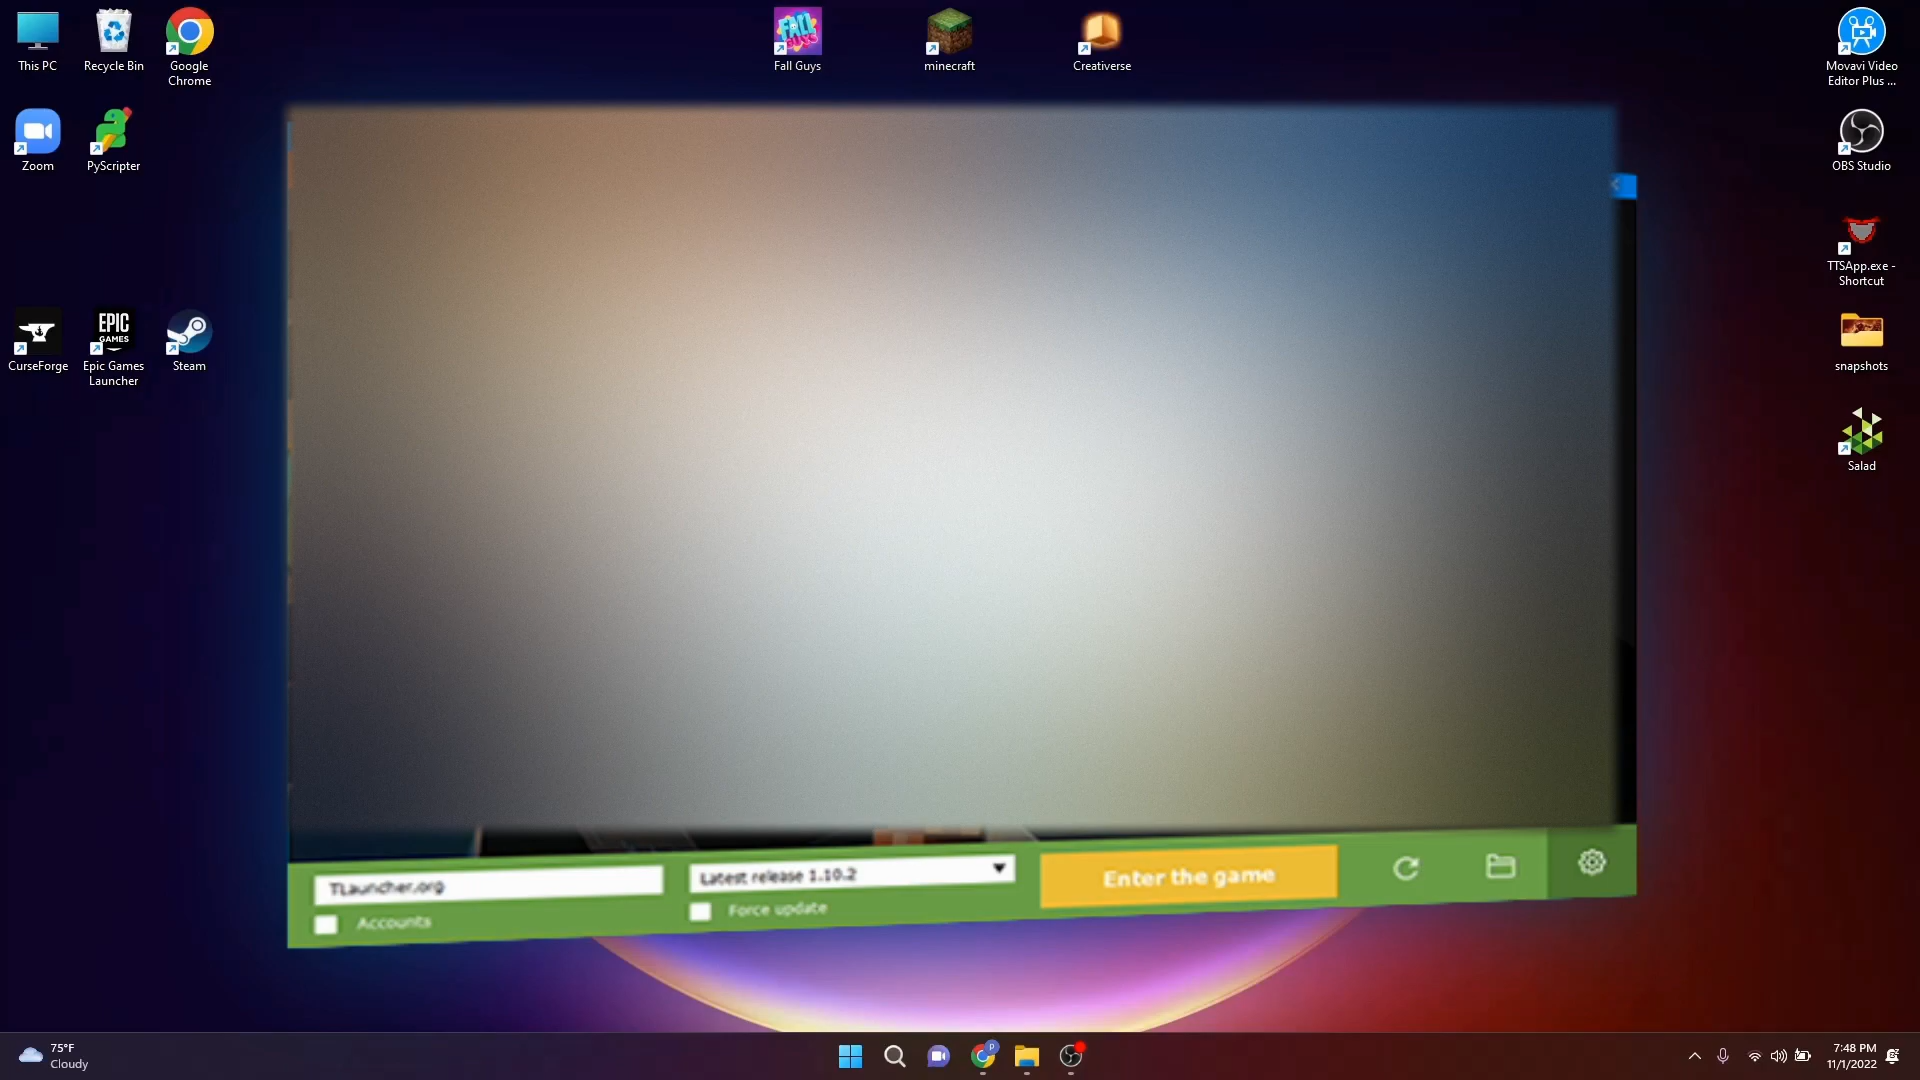 This PC
Recycle Bin
Google
Chrome
FALL
GUYS
Fall Guys
minecraft
Creativerse
Movavi Video
Editor Plus ...
Zoom
PyScripter
OBS Studio
TTSApp.exe -
Shortcut
CurseForge
EPIC
GAMES
Epic Games
Launcher
Steam
snapshots
Salad
TLauncher.org
Latest release 1.10.2
Enter the game
Accounts
Force update
75°F
Cloudy
P
7:48 PM
11/1/2022